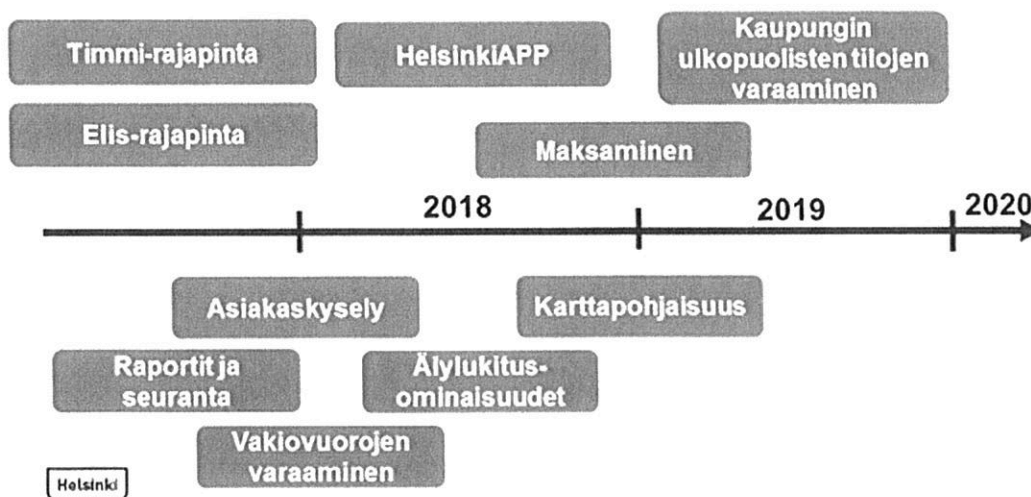 Timmi-rajapinta
HelsinkiAPP
Kaupungin
ulkopuolisten tilojen
varaaminen
Elis-rajapinta
Maksaminen
2018
2019
2020
Asiakaskysely
Karttapohjaisuus
Raportit ja
seuranta
Älylukitus-
ominaisuudet
Vakiovuorojen
varaaminen
Helsinki